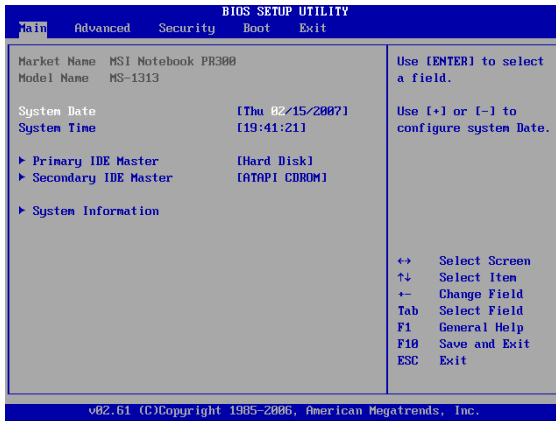 BIOS SETUP UTILITY
Main Advanced Security Boot Exit
Market Name MSI Notebook PR300
Model Name MS-1313
System Date [Thu 02/15/2007]
System Time [19:41:21]
► Primary IDE Master [Hard Disk]
► Secondary IDE Master [ATAPI CDROM]
► System Information
Use [ENTER] to select
a field.
Use [+] or [-] to
configure system Date.
↔ Select Screen
↑↓ Select Item
+- Change Field
Tab Select Field
F1 General Help
F10 Save and Exit
ESC Exit
v02.61 (C)Copyright 1985-2006, American Megatrends, Inc.